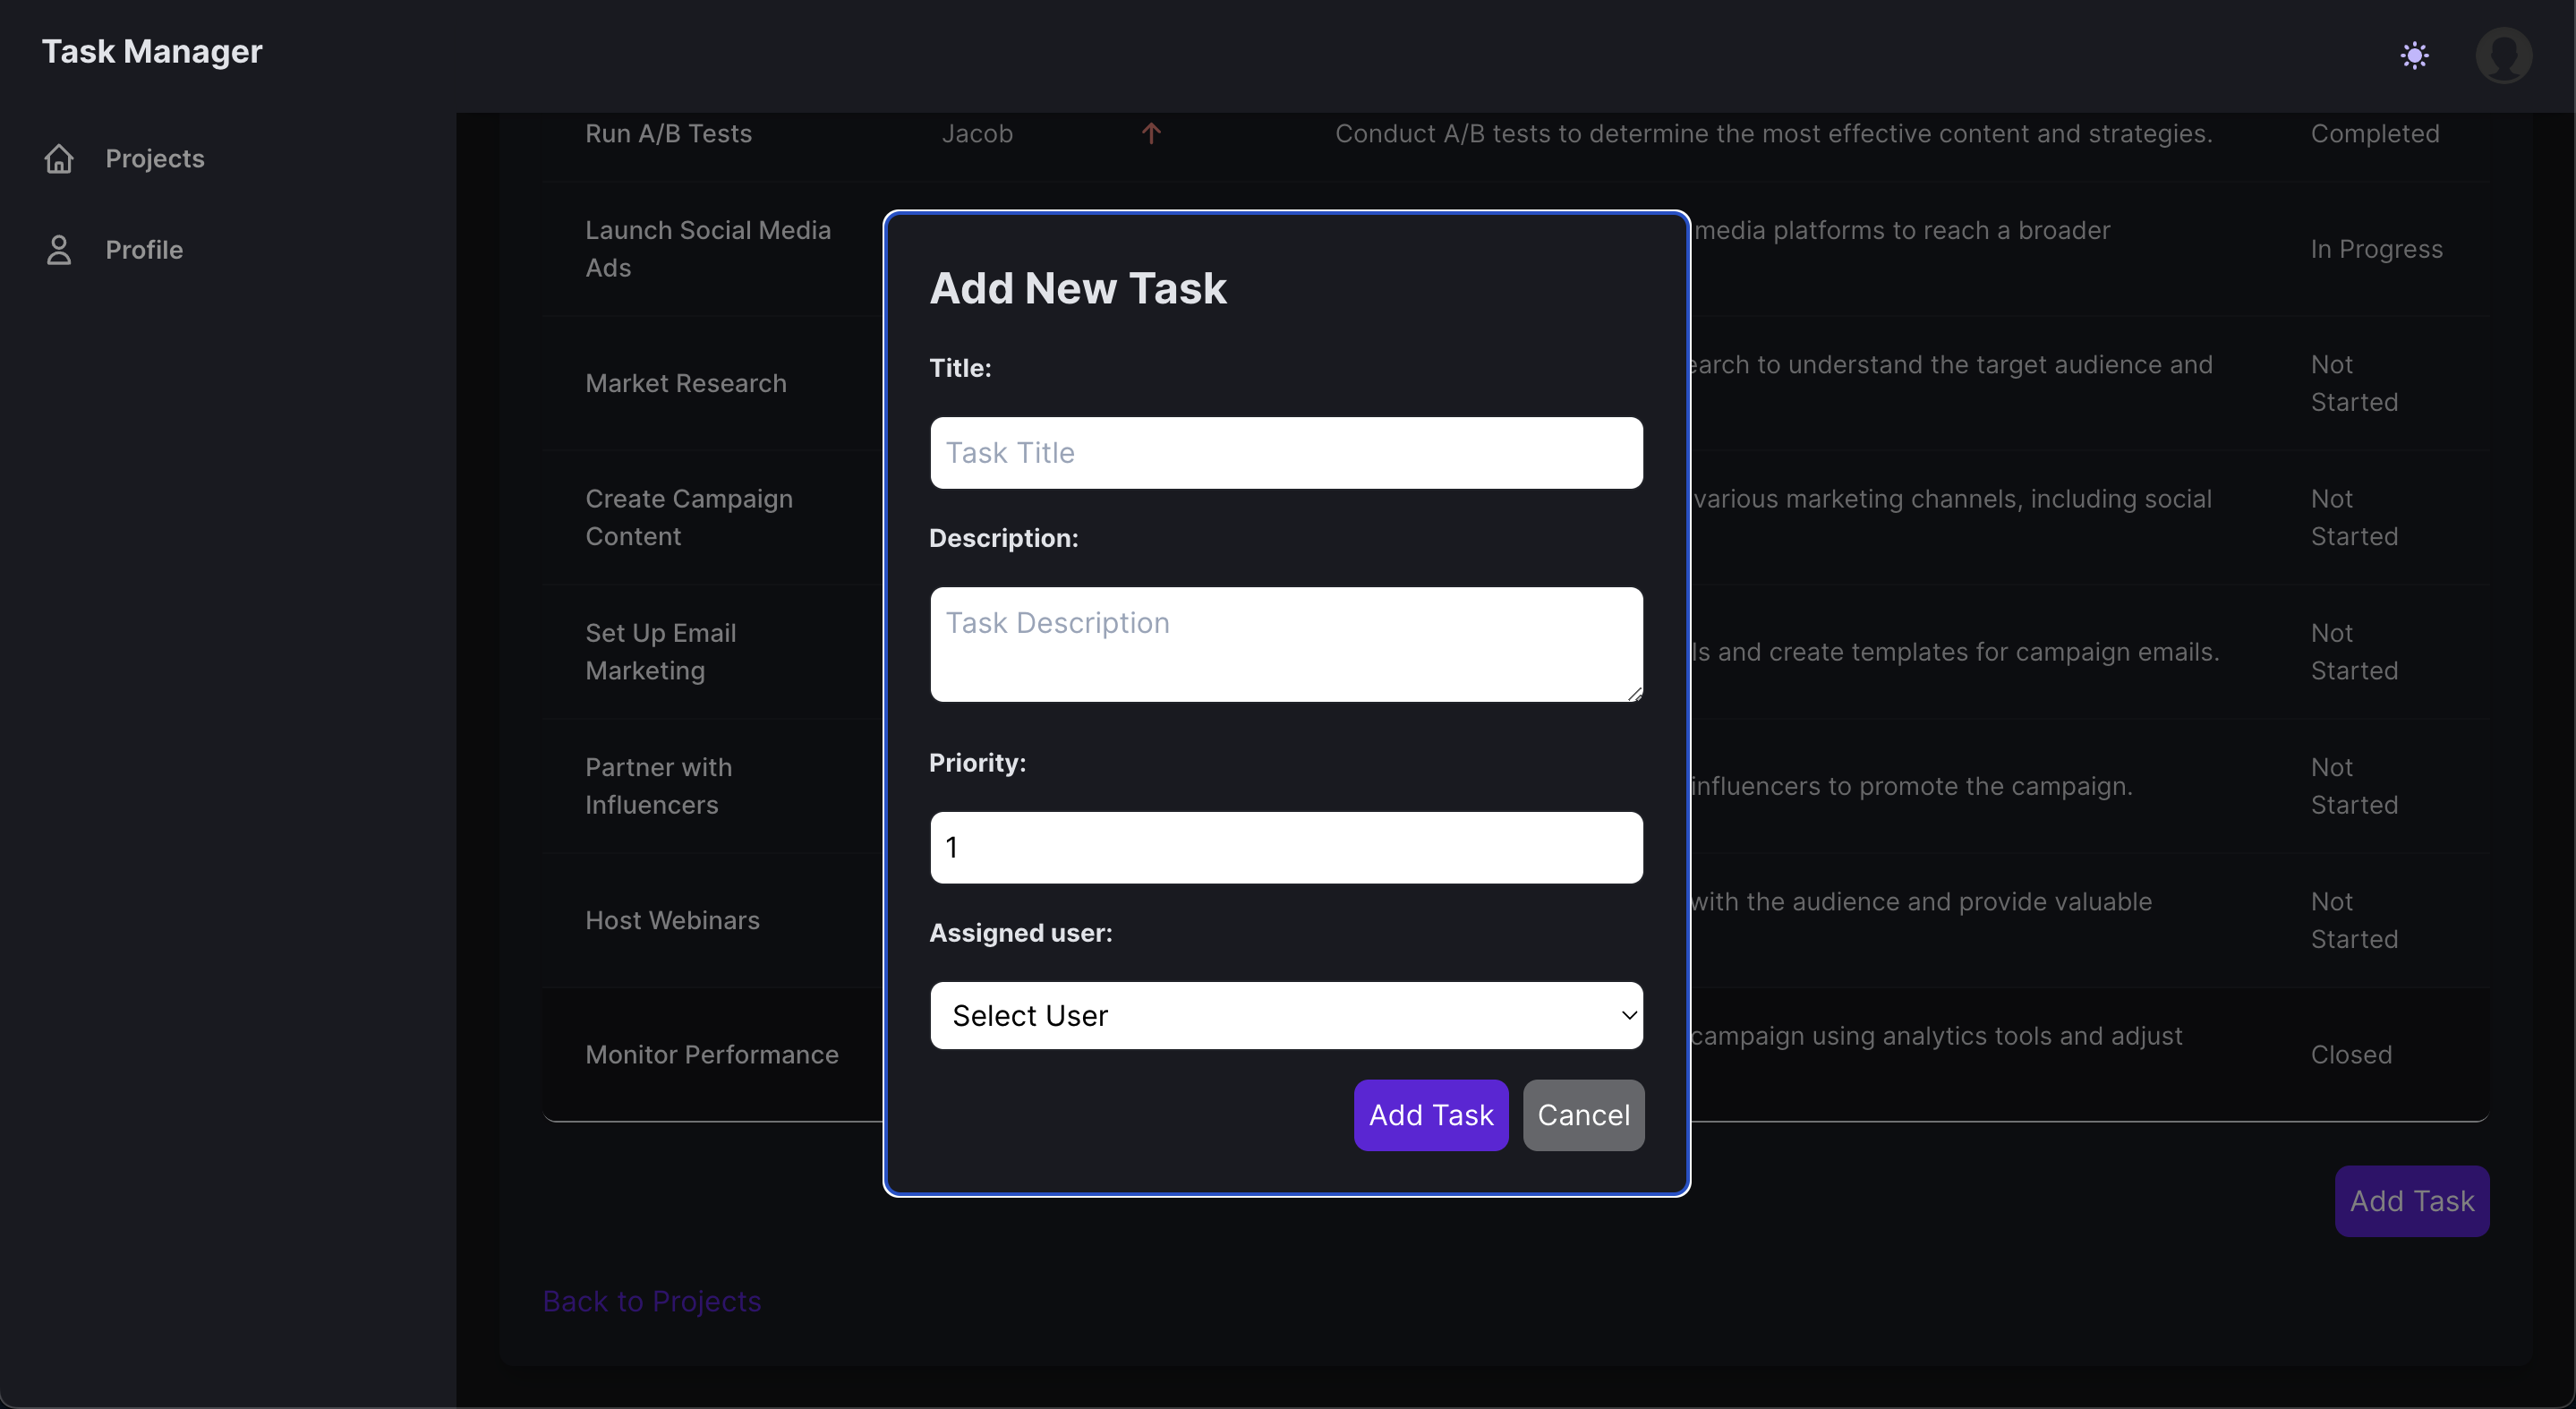 Task Manager
Projects
Profile
Run A/B Tests Jacob Conduct A/B tests to determine the most effective content and strategies. Completed
Launch Social Media
Ads
media platforms to reach a broader
In Progress
Market Research
to understand the target audience and
Not
Started
Create Campaign
Content
various marketing channels, including social
Not
Started
Set Up Email
Marketing
and create templates for campaign emails.
Not
Started
Partner with
Influencers
influencers to promote the campaign.
Not
Started
Host Webinars
with the audience and provide valuable
Not
Started
Monitor Performance
campaign using analytics tools and adjust
Closed
Add Task
Back to Projects
Add New Task
Title:
Task Title
Description:
Task Description
Priority:
1
Assigned user:
Select User
Add Task Cancel